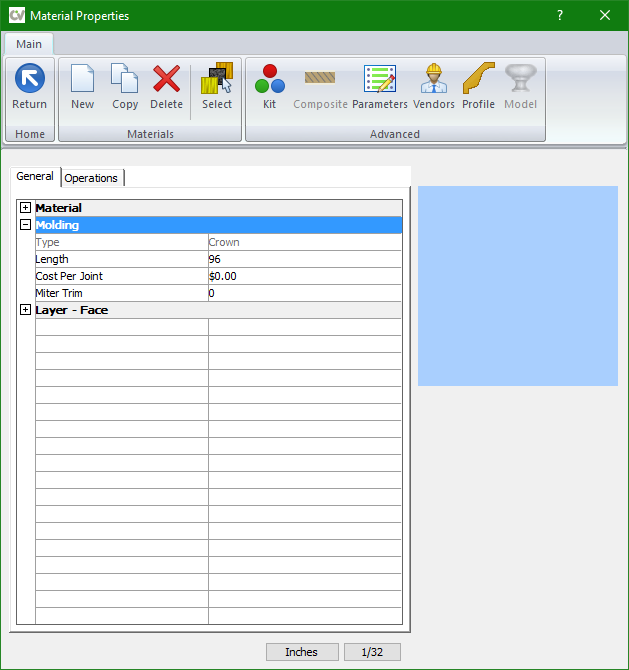 CV Material Properties ?
Main
Return New Copy Delete Select Kit Composite Parameters Vendors Profile Model
Home Materials Advanced
General Operations
Material
Molding
Type Crown
Length 96
Cost Per Joint $0.00
Miter Trim 0
Layer - Face
Inches 1/32